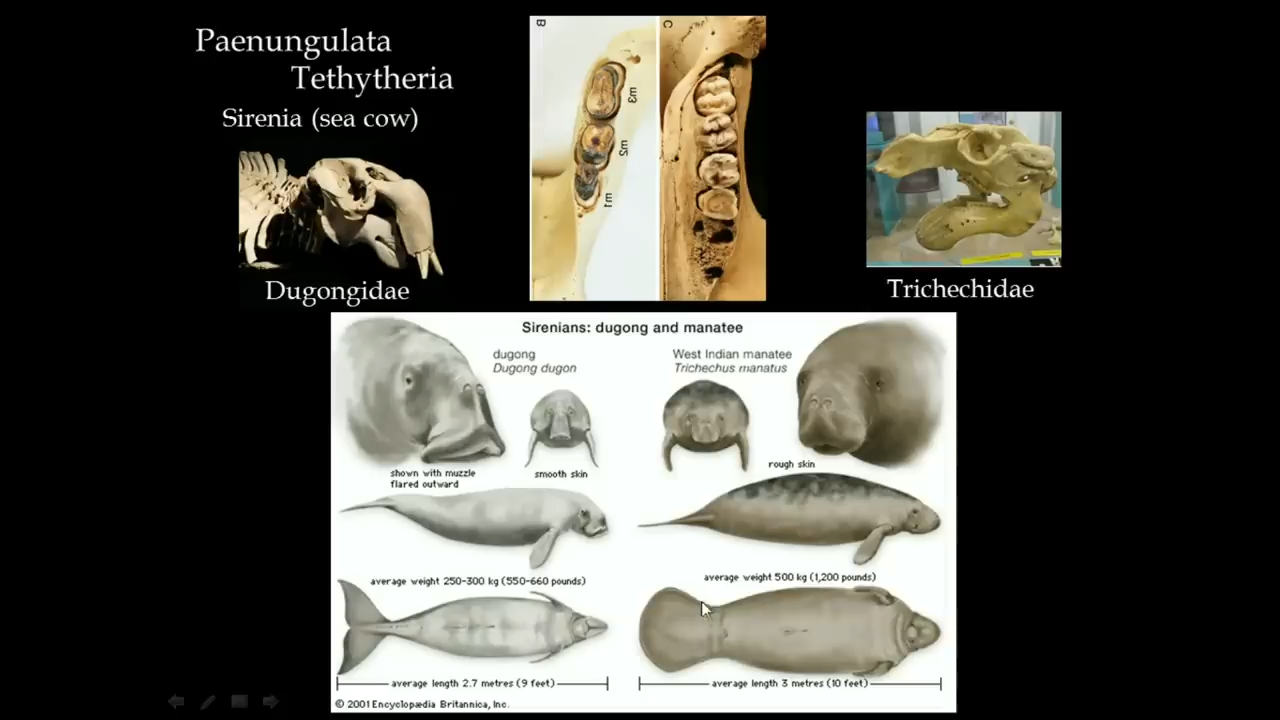 Paenungulata
Tethytheria
Sirenia (sea cow)
B
C
m3
m2
m1
Dugongidae
Trichechidae
Sirenians: dugong and manatee
dugong
Dugong dugon
West Indian manatee
Trichechus manatus
shown with muzzle
flared outward
smooth skin
rough skin
average weight 250-300 kg (550-660 pounds)
average weight 500 kg (1,200 pounds)
average length 2.7 metres (9 feet)
average length 3 metres (10 feet)
© 2001 Encyclopædia Britannica, Inc.